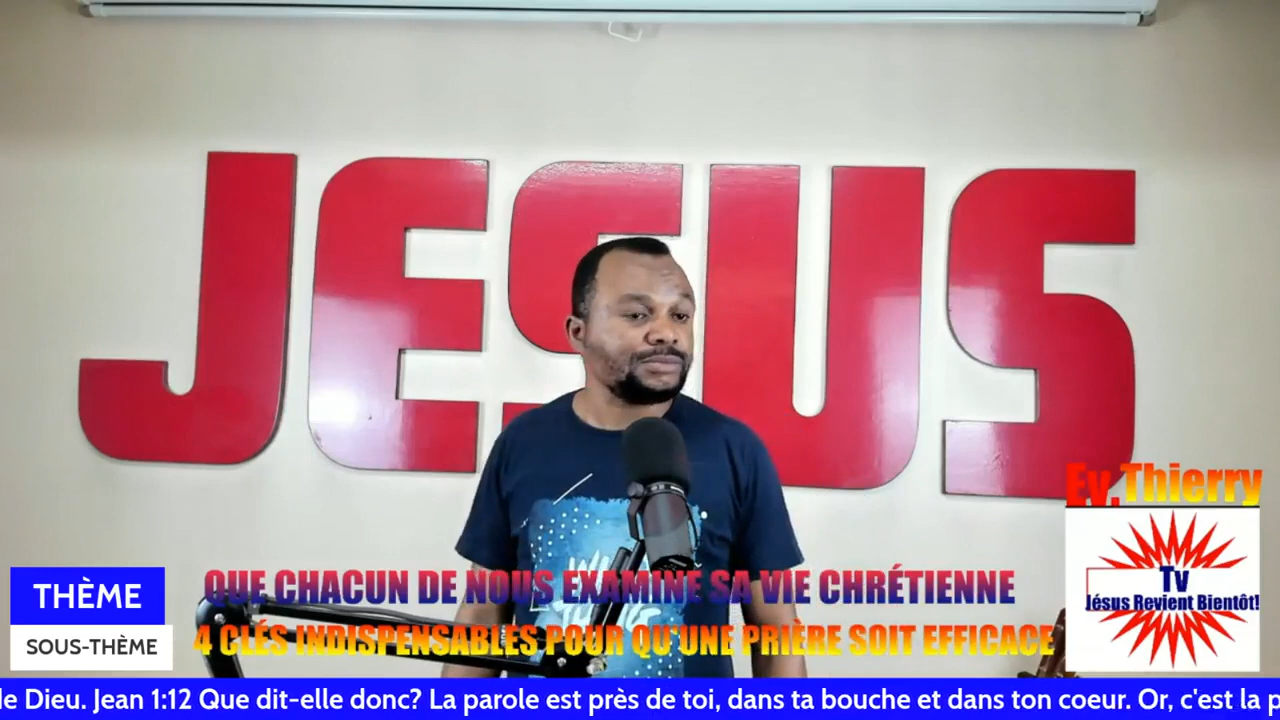 JESUS
Ev.Thierry
Tv
Jésus Revient Bientôt!
THÈME
QUE CHACUN DE NOUS EXAMINE SA VIE CHRÉTIENNE
SOUS-THÈME
4 CLÉS INDISPENSABLES POUR QU'UNE PRIÈRE SOIT EFFICACE
le Dieu. Jean 1:12 Que dit-elle donc? La parole est près de toi, dans ta bouche et dans ton coeur. Or, c'est la p